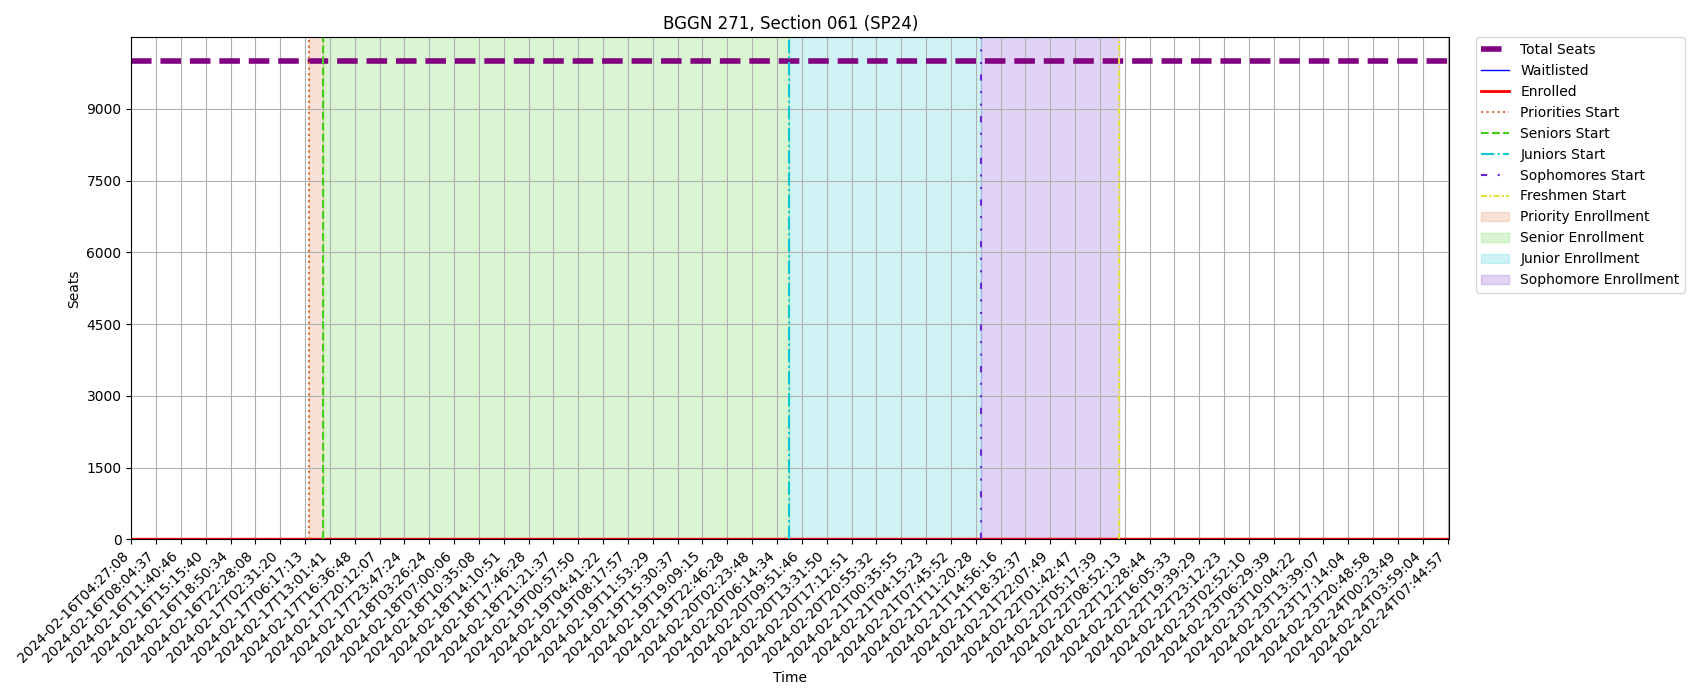 BGGN 271, Section 061 (SP24)
Total Seats
Waitlisted
Enrolled
Priorities Start
Seniors Start
Juniors Start
Sophomores Start
Freshmen Start
Priority Enrollment
Senior Enrollment
Junior Enrollment
Sophomore Enrollment
Seats
9000
7500
6000
4500
3000
1500
0
2024-02-16T04:27:08
2024-02-16T08:04:37
2024-02-16T11:40:46
2024-02-16T15:15:40
2024-02-16T18:50:34
2024-02-16T22:28:08
2024-02-17T02:31:20
2024-02-17T06:17:13
2024-02-17T13:01:41
2024-02-17T16:36:48
2024-02-17T20:12:07
2024-02-17T23:47:24
2024-02-18T03:26:24
2024-02-18T07:00:06
2024-02-18T10:35:08
2024-02-18T14:10:51
2024-02-18T17:46:28
2024-02-18T21:21:37
2024-02-19T00:57:50
2024-02-19T04:41:22
2024-02-19T08:17:57
2024-02-19T11:53:29
2024-02-19T15:30:37
2024-02-19T19:09:15
2024-02-19T22:46:28
2024-02-20T02:23:48
2024-02-20T06:14:34
2024-02-20T09:51:46
2024-02-20T13:31:50
2024-02-20T17:12:51
2024-02-20T20:55:32
2024-02-21T00:35:55
2024-02-21T04:15:23
2024-02-21T07:45:52
2024-02-21T11:20:28
2024-02-21T14:56:16
2024-02-21T18:32:37
2024-02-21T22:07:49
2024-02-22T01:42:47
2024-02-22T05:17:39
2024-02-22T08:52:13
2024-02-22T12:28:44
2024-02-22T16:05:33
2024-02-22T19:39:29
2024-02-22T23:12:23
2024-02-23T02:52:10
2024-02-23T06:29:39
2024-02-23T10:04:22
2024-02-23T13:39:07
2024-02-23T17:14:04
2024-02-23T20:48:58
2024-02-24T00:23:49
2024-02-24T03:59:04
2024-02-24T07:44:57
Time